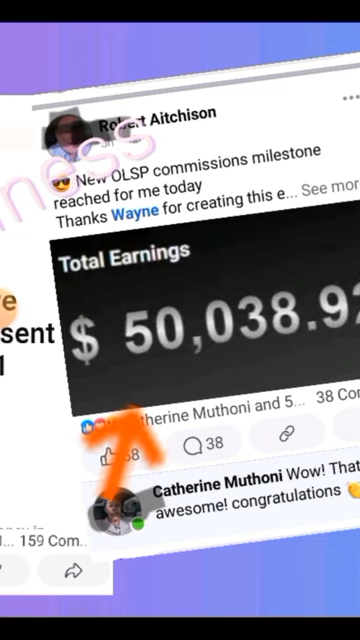 Robert Aitchison
😍 New OLSP commissions milestone
reached for me today
Thanks Wayne for creating this e... See more
iness
Total Earnings
$ 50,038.92
sent
1
Catherine Muthoni and 5... 38 Com
38
Catherine Muthoni Wow! That
awesome! congratulations 👏
... 159 Com..